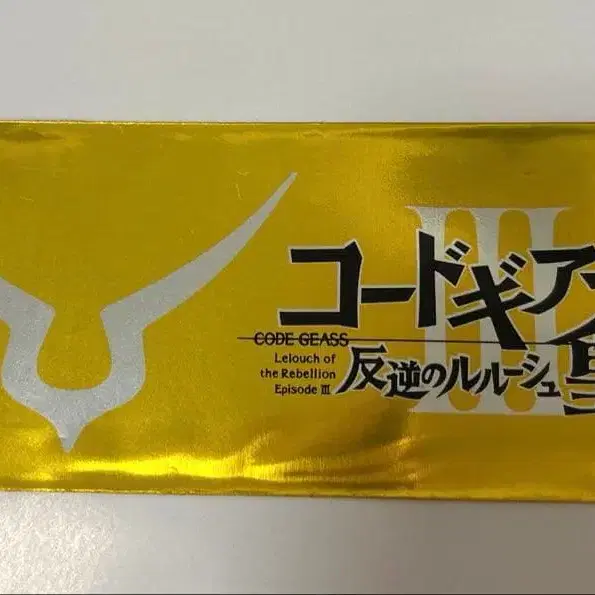 III
コードギア
CODE GEASS
Lelouch of
the Rebellion
Episode III
反逆のルルーシュ